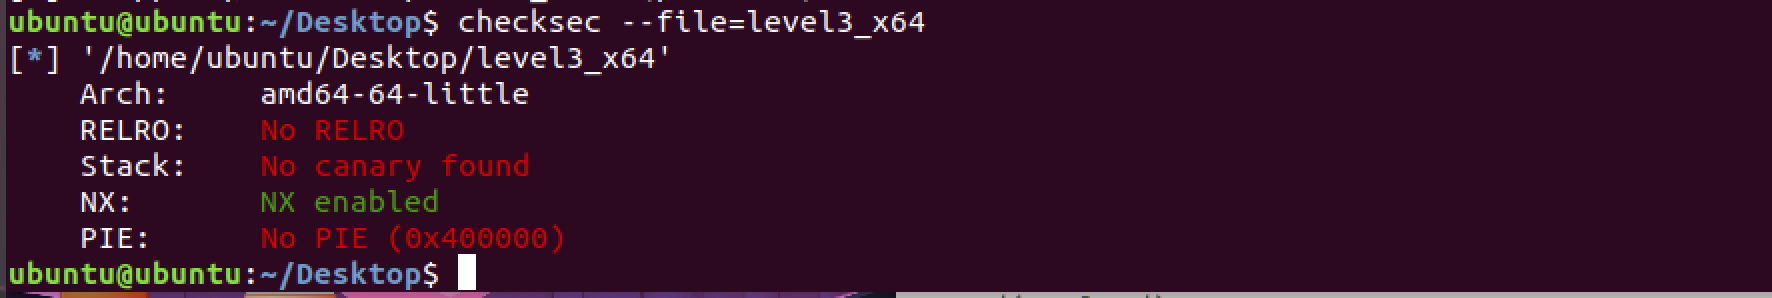 ubuntu@ubuntu:~/Desktop$ checksec --file=level3_x64
[*] '/home/ubuntu/Desktop/level3_x64'
    Arch:     amd64-64-little
    RELRO:    No RELRO
    Stack:    No canary found
    NX:       NX enabled
    PIE:      No PIE (0x400000)
ubuntu@ubuntu:~/Desktop$